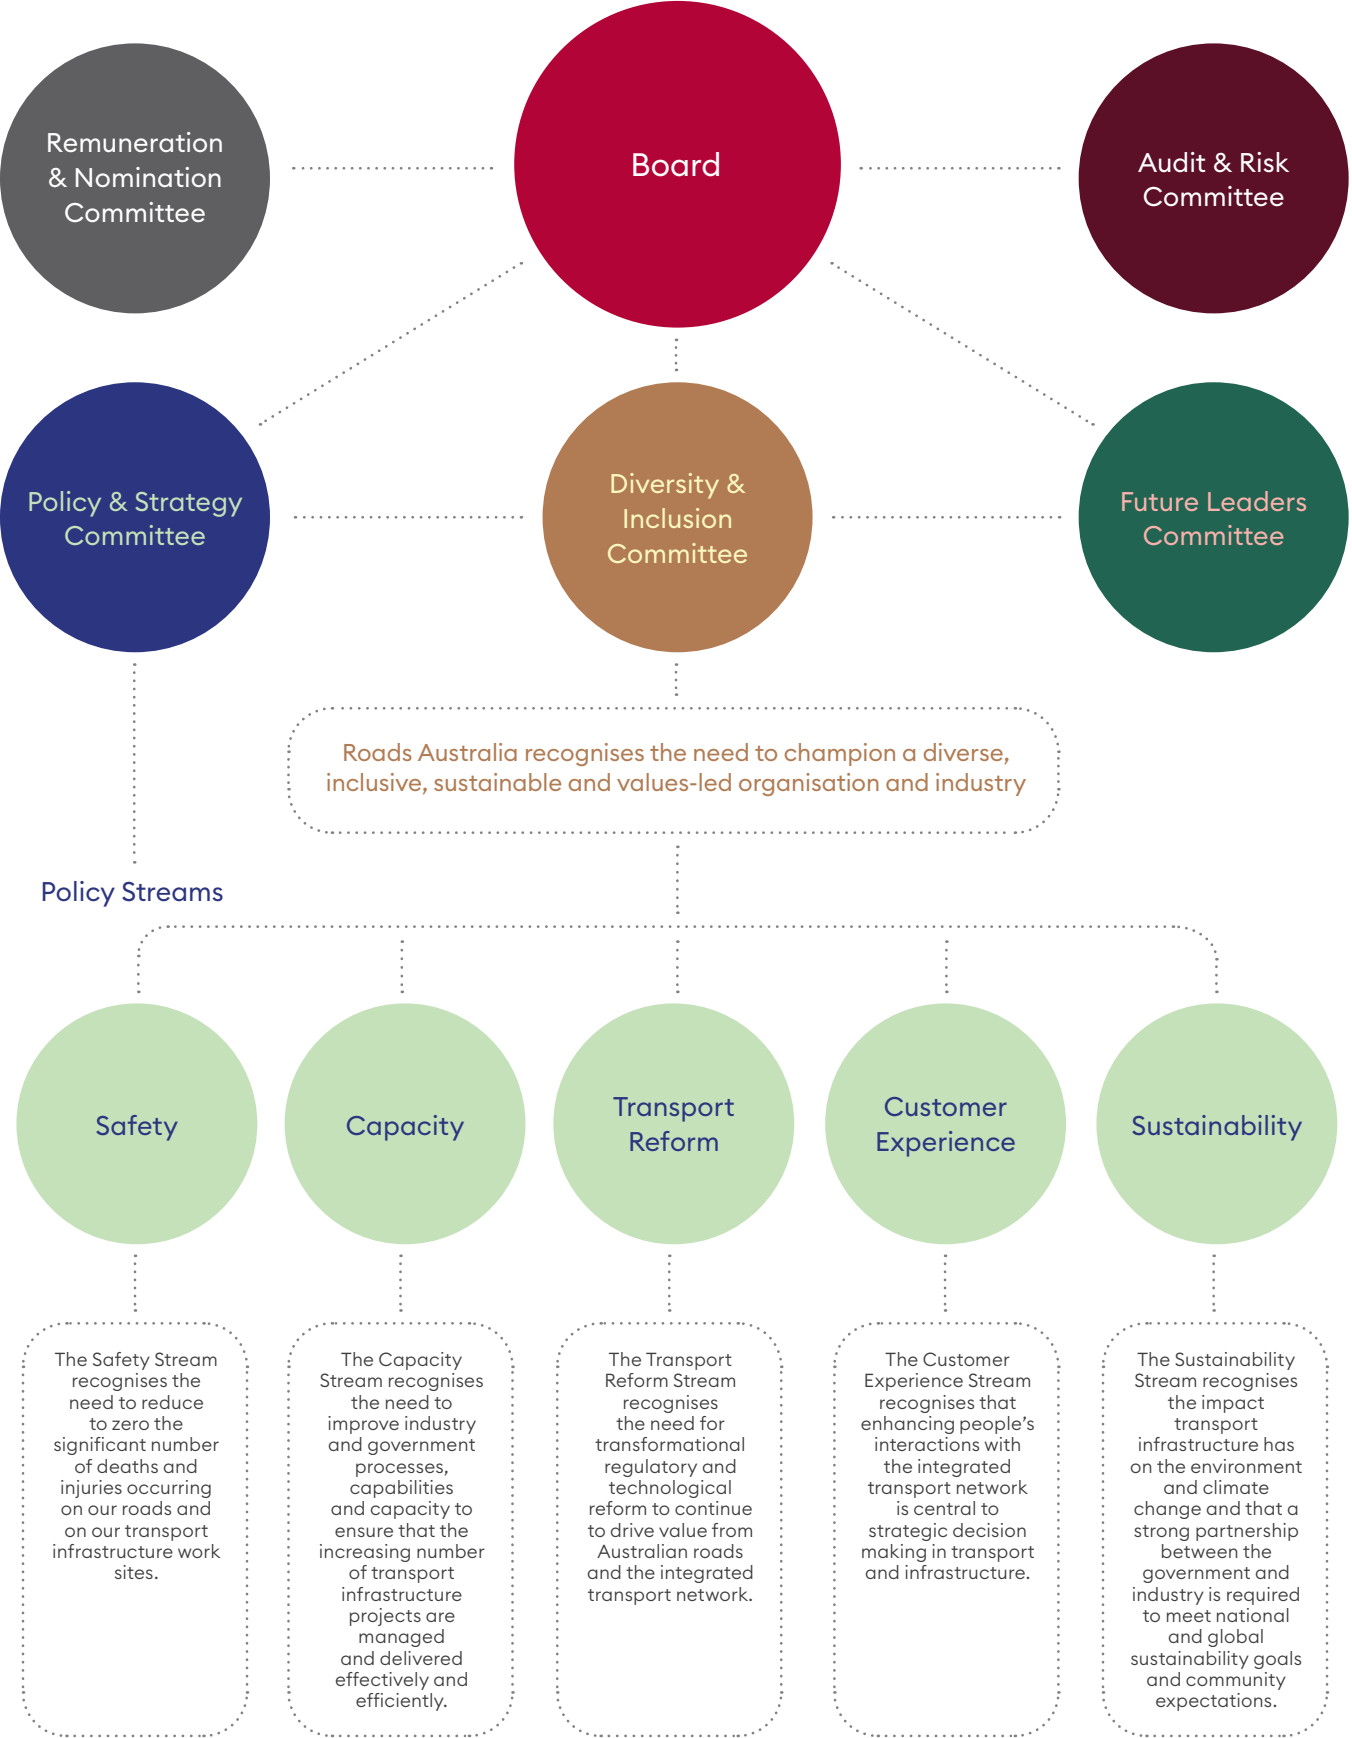 Remuneration
& Nomination
Committee
Board
Audit & Risk
Committee
Policy & Strategy
Committee
Diversity &
Inclusion
Committee
Future Leaders
Committee
Roads Australia recognises the need to champion a diverse,
inclusive, sustainable and values-led organisation and industry
Policy Streams
Safety
Capacity
Transport
Reform
Customer
Experience
Sustainability
The Safety Stream
recognises the
need to reduce
to zero the
significant number
of deaths and
injuries occurring
on our roads and
on our transport
infrastructure work
sites.
The Capacity
Stream recognises
the need to
improve industry
and government
processes,
capabilities
and capacity to
ensure that the
increasing number
of transport
infrastructure
projects are
managed
and delivered
effectively and
efficiently.
The Transport
Reform Stream
recognises
the need for
transformational
regulatory and
technological
reform to continue
to drive value from
Australian roads
and the integrated
transport network.
The Customer
Experience Stream
recognises that
enhancing people’s
interactions with
the integrated
transport network
is central to
strategic decision
making in transport
and infrastructure.
The Sustainability
Stream recognises
the impact
transport
infrastructure has
on the environment
and climate
change and that a
strong partnership
between the
government and
industry is required
to meet national
and global
sustainability goals
and community
expectations.